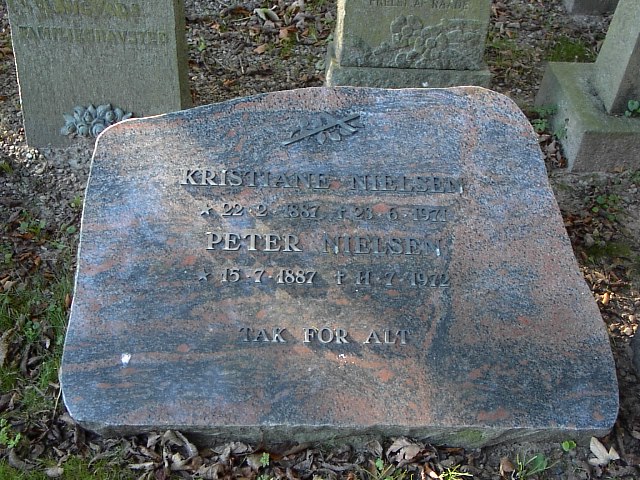 FAMILIEGRAVSTED
KRISTIANE NIELSEN
★ 22-2-1887 ✝ 23-6-1971
PETER NIELSEN
★ 15-7-1887 ✝ 11-7-1972
TAK FOR ALT